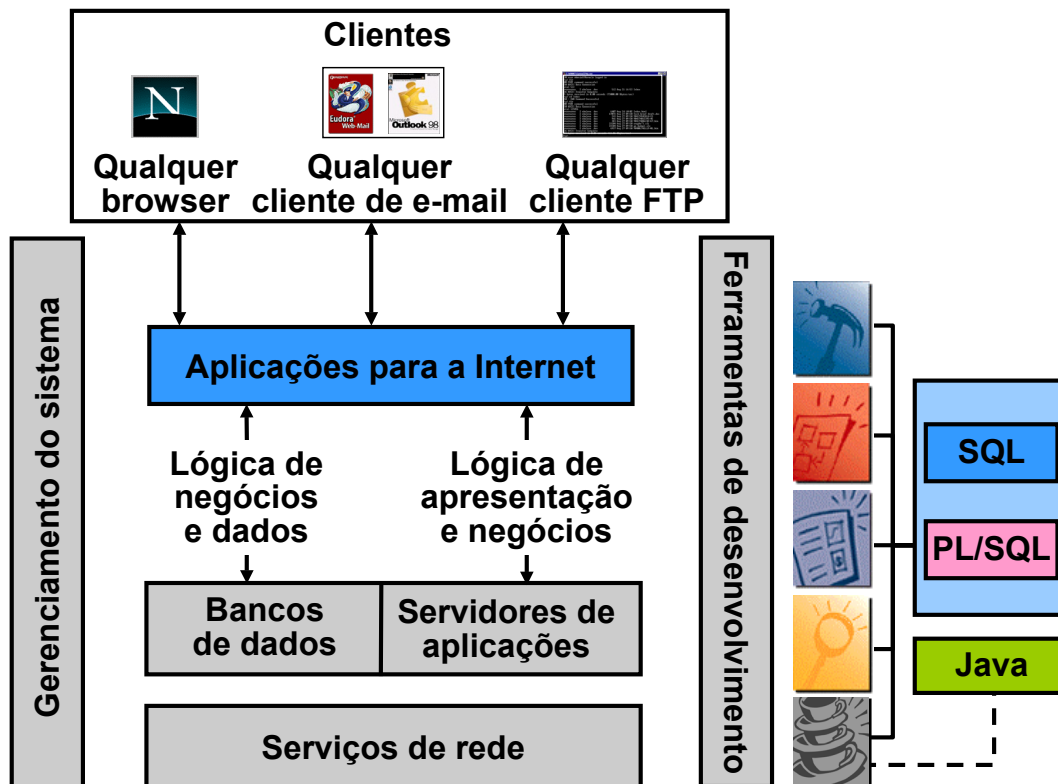 Clientes
N
Eudora
Web-Mail
Microsoft
Outlook 98
Qualquer
browser
Qualquer
cliente de e-mail
Qualquer
cliente FTP
Gerenciamento do sistema
Aplicações para a Internet
Lógica de
negócios
e dados
Lógica de
apresentação
e negócios
Bancos
de dados
Servidores de
aplicações
Serviços de rede
Ferramentas de desenvolvimento
SQL
PL/SQL
Java